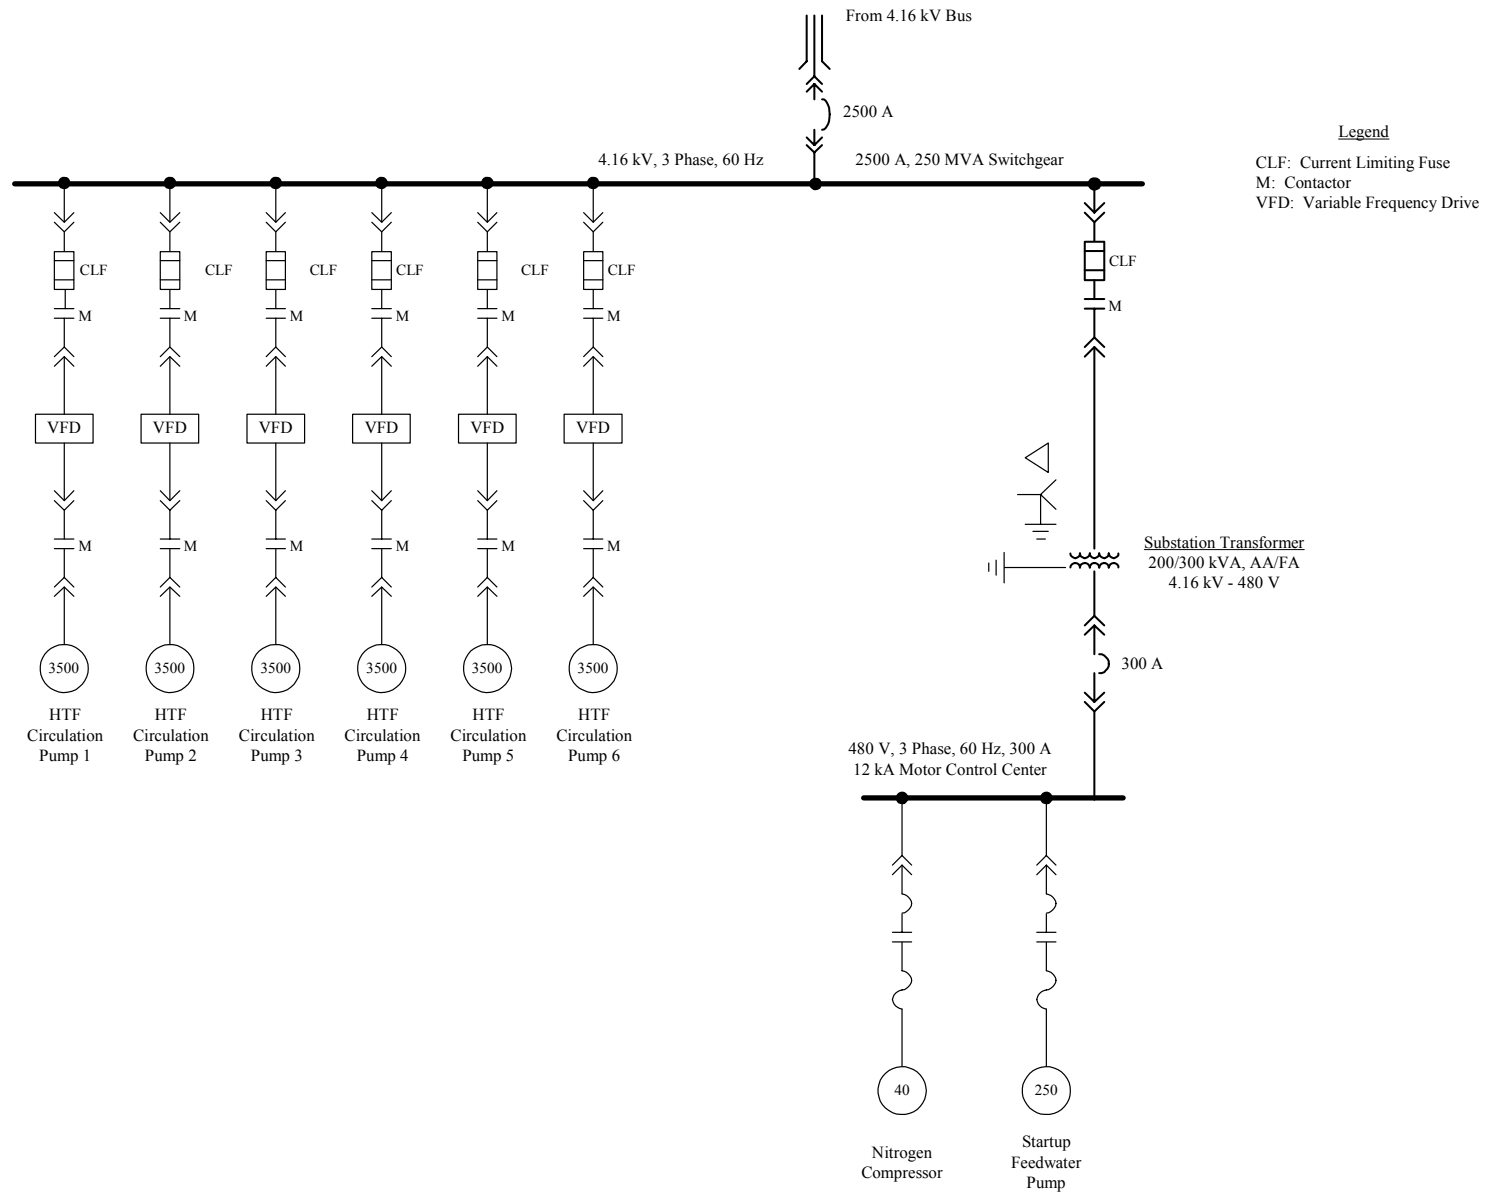 From 4.16 kV Bus
2500 A
4.16 kV, 3 Phase, 60 Hz
2500 A, 250 MVA Switchgear
Legend
CLF: Current Limiting Fuse
M: Contactor
VFD: Variable Frequency Drive
CLF CLF CLF CLF CLF CLF
CLF
M M M M M M
M
VFD VFD VFD VFD VFD VFD
M M M M M M
Substation Transformer
200/300 kVA, AA/FA
4.16 kV - 480 V
300 A
3500 3500 3500 3500 3500 3500
HTF
Circulation
Pump 1
HTF
Circulation
Pump 2
HTF
Circulation
Pump 3
HTF
Circulation
Pump 4
HTF
Circulation
Pump 5
HTF
Circulation
Pump 6
480 V, 3 Phase, 60 Hz, 300 A
12 kA Motor Control Center
40
250
Nitrogen
Compressor
Startup
Feedwater
Pump